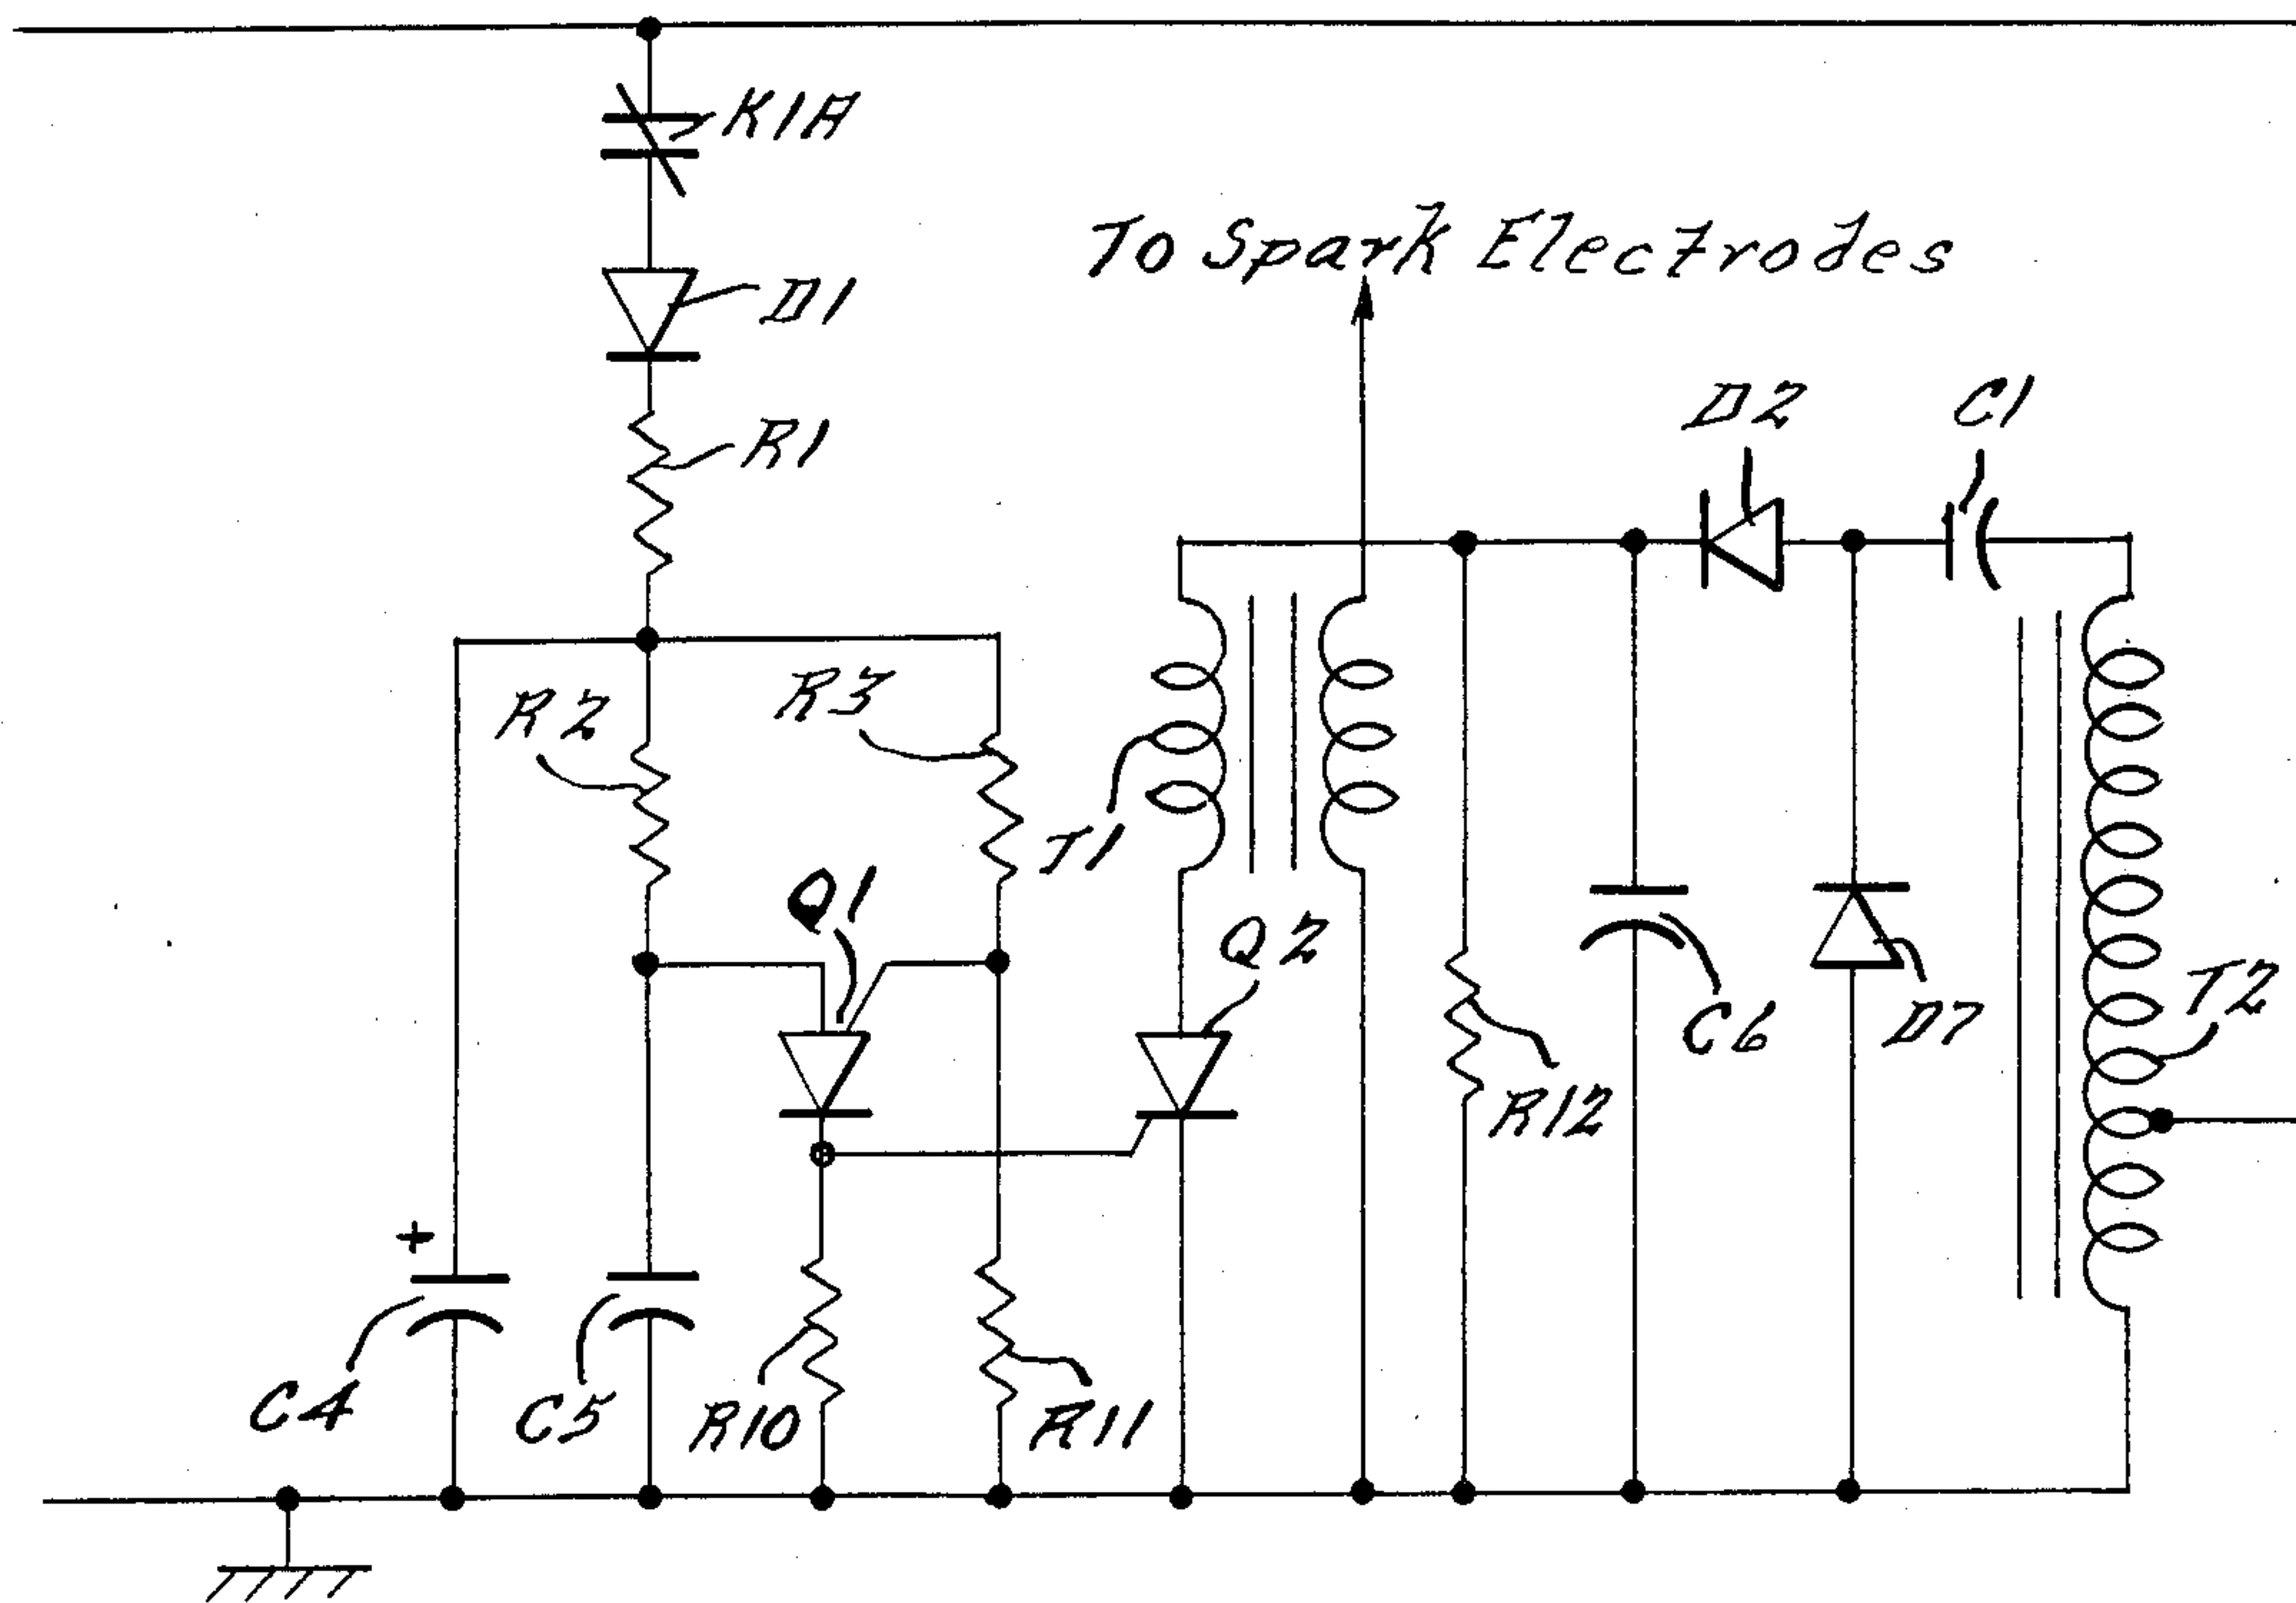 K1A
To Spark Electrodes
D1
D2
C1
R1
R2
R3
T1
Q1
Q2
T2
C6
D7
R12
+
C4
C5
R10
R11